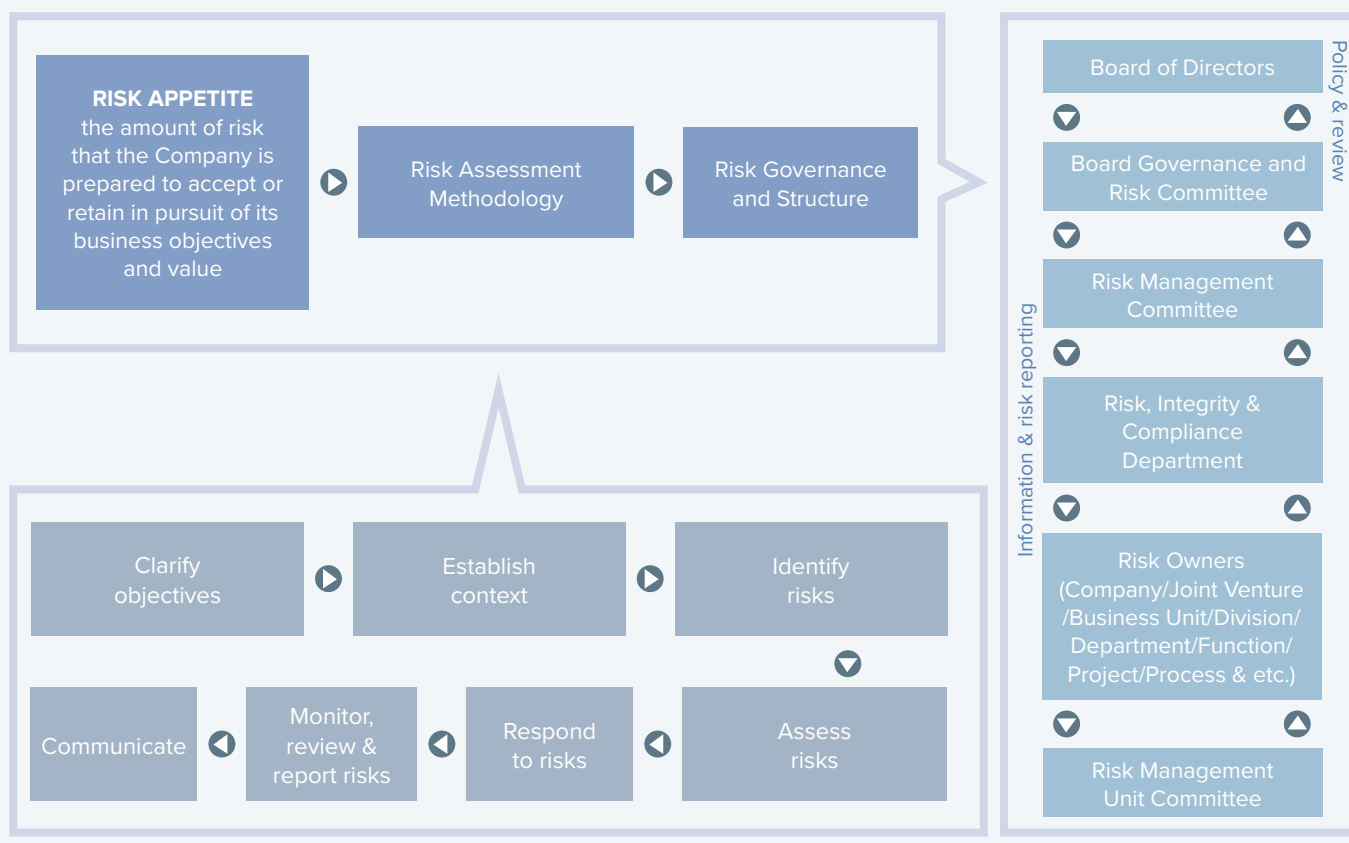 RISK APPETITE
the amount of risk
that the Company is
prepared to accept or
retain in pursuit of its
business objectives
and value
Risk Assessment
Methodology
Risk Governance
and Structure
Clarify
objectives
Establish
context
Identify
risks
Assess
risks
Respond
to risks
Monitor,
review &
report risks
Communicate
Information & risk reporting
Board of Directors
Board Governance and
Risk Committee
Risk Management
Committee
Risk, Integrity &
Compliance
Department
Risk Owners
(Company/Joint Venture
/Business Unit/Division/
Department/Function/
Project/Process & etc.)
Risk Management
Unit Committee
Policy & review